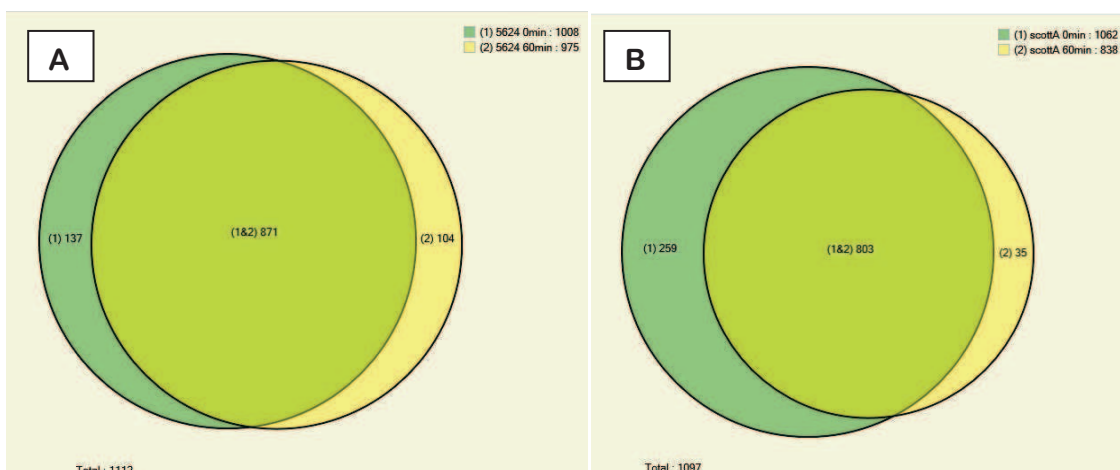 A
(1) 5624 0min : 1008
(2) 5624 60min : 975
(1) 137
(1&2) 871
(2) 104
Total : 1112
B
(1) scottA 0min : 1062
(2) scottA 60min : 838
(1) 259
(1&2) 803
(2) 35
Total : 1097